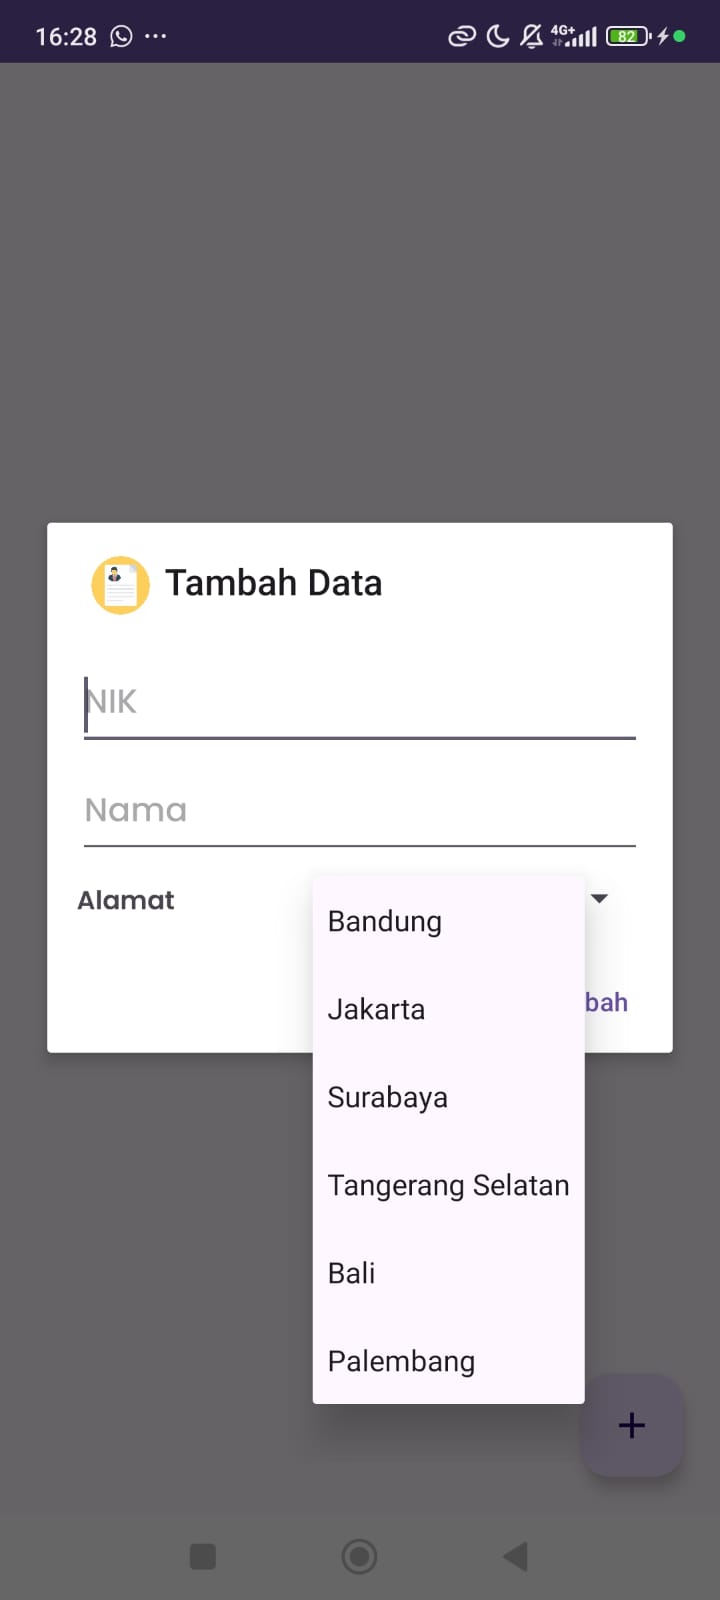 16:28
4G+
82
Tambah Data
NIK
Nama
Alamat
Bandung
Jakarta
bah
Surabaya
Tangerang Selatan
Bali
Palembang
+